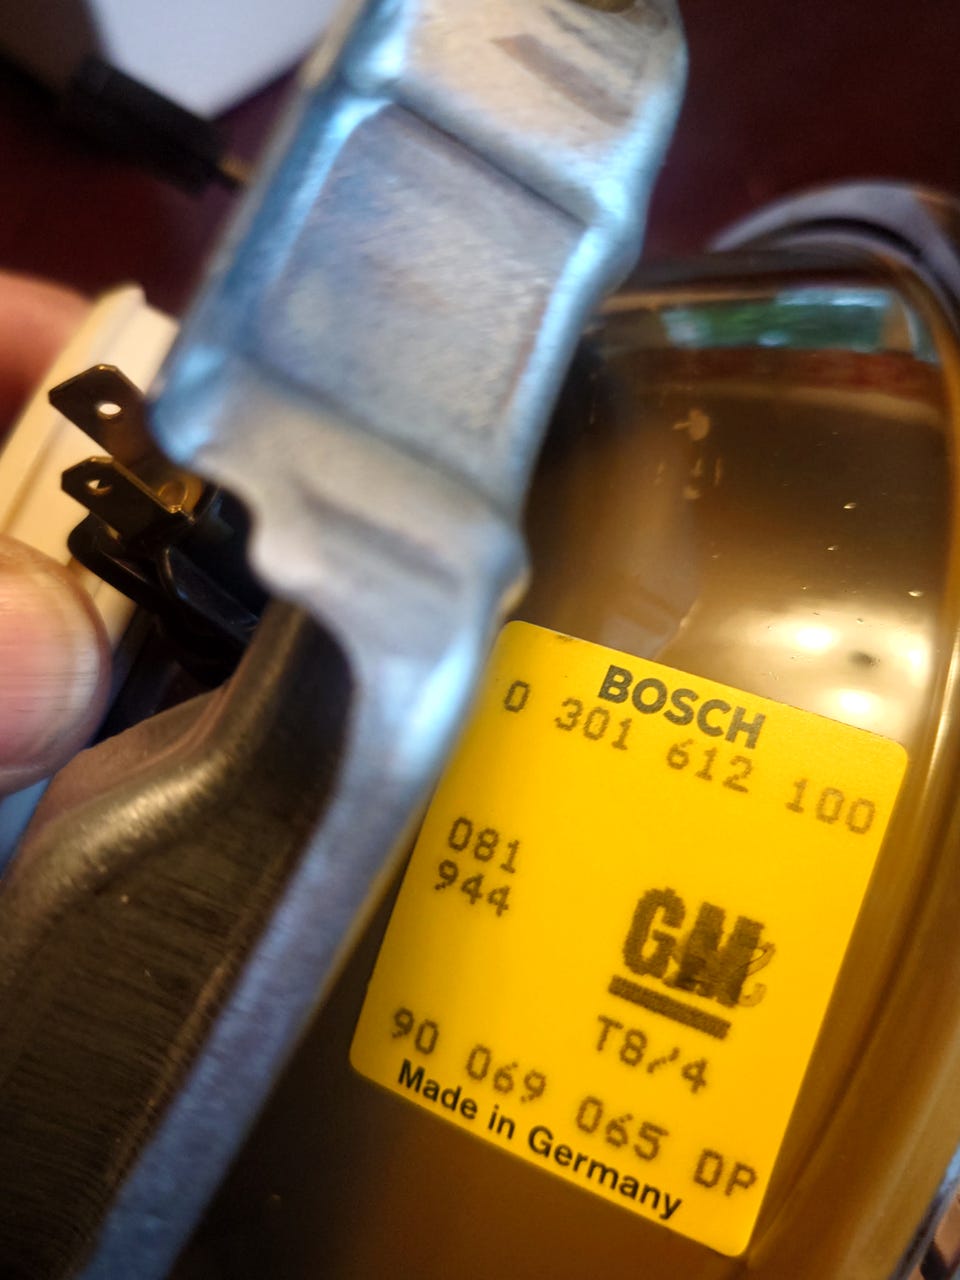 BOSCH
0 301 612 100
081
944
GM
T8/4
90 069 065 DP
Made in Germany